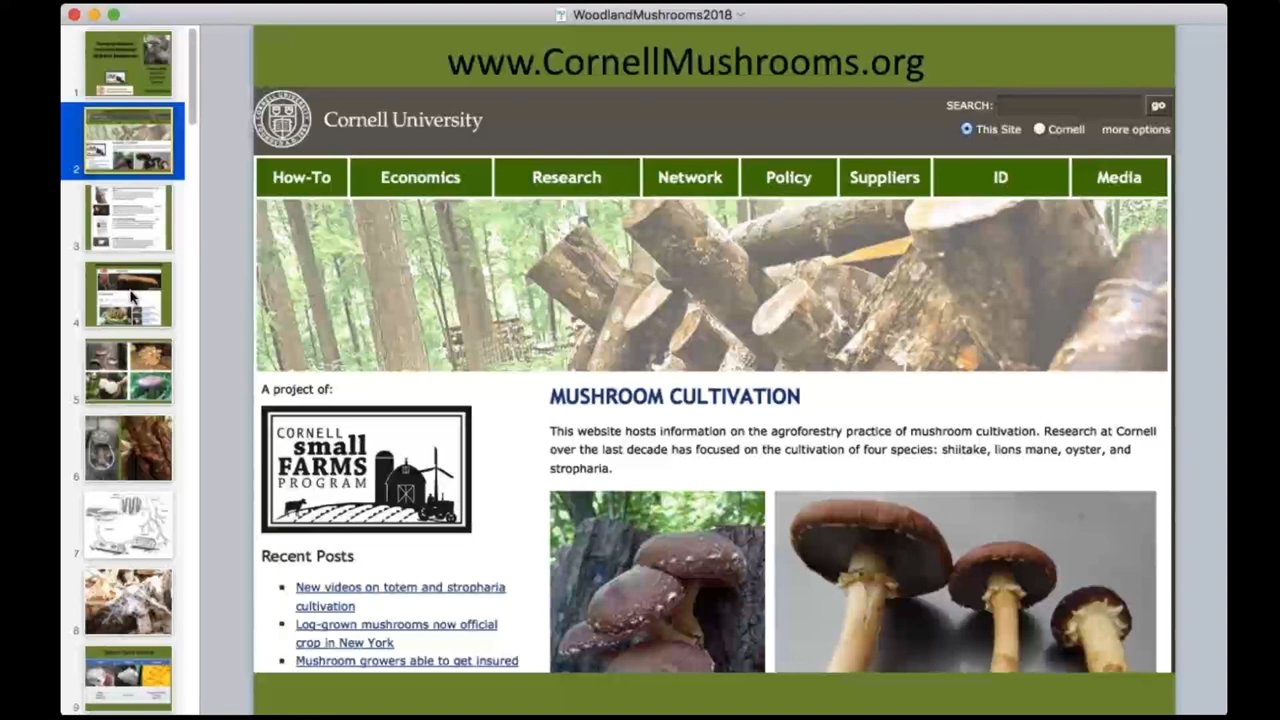 WoodlandMushrooms2018
www.CornellMushrooms.org
Cornell University
SEARCH:
go
This Site
Cornell
more options
How-To
Economics
Research
Network
Policy
Suppliers
ID
Media
A project of:
CORNELL
small
FARMS
PROGRAM
Recent Posts
New videos on totem and stropharia
cultivation
Log-grown mushrooms now official
crop in New York
Mushroom growers able to get insured
MUSHROOM CULTIVATION
This website hosts information on the agroforestry practice of mushroom cultivation. Research at Cornell
over the last decade has focused on the cultivation of four species: shiitake, lions mane, oyster, and
stropharia.
1
2
3
4
5
6
7
8
9